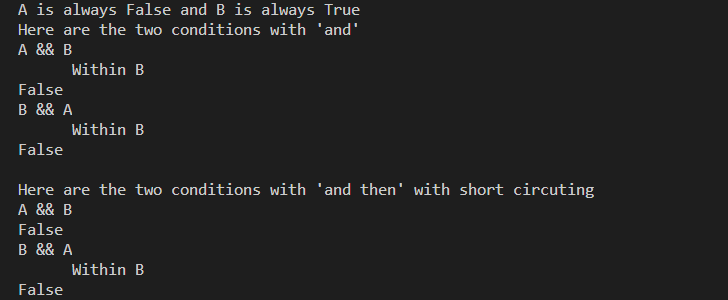 A is always False and B is always True
Here are the two conditions with 'and'
A && B
Within B
False
B && A
Within B
False
Here are the two conditions with 'and then' with short circuting
A && B
False
B && A
Within B
False